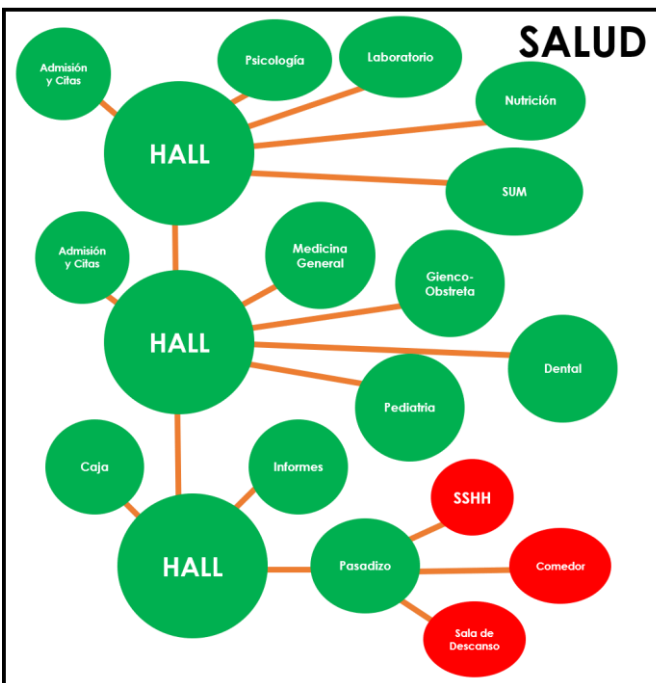 SALUD
Admisión
y Citas
Psicología
Laboratorio
Nutrición
HALL
SUM
Admisión
y Citas
Medicina
General
Gienco-
Obstreta
HALL
Dental
Pediatria
Caja
Informes
SSHH
HALL
Pasadizo
Comedor
Sala de
Descanso